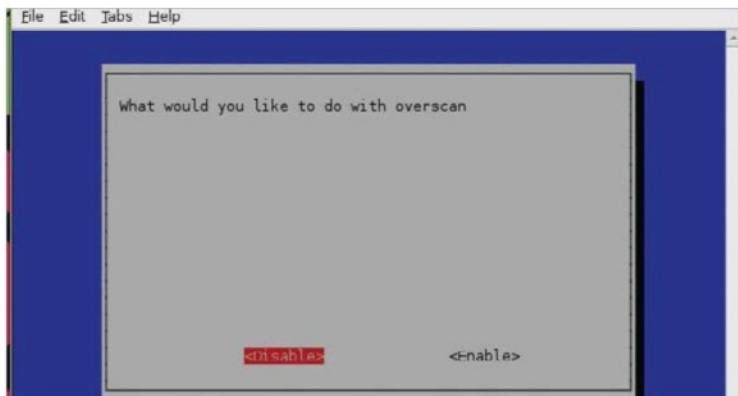 File Edit Tabs Help
What would you like to do with overscan
<Disable> <Enable>